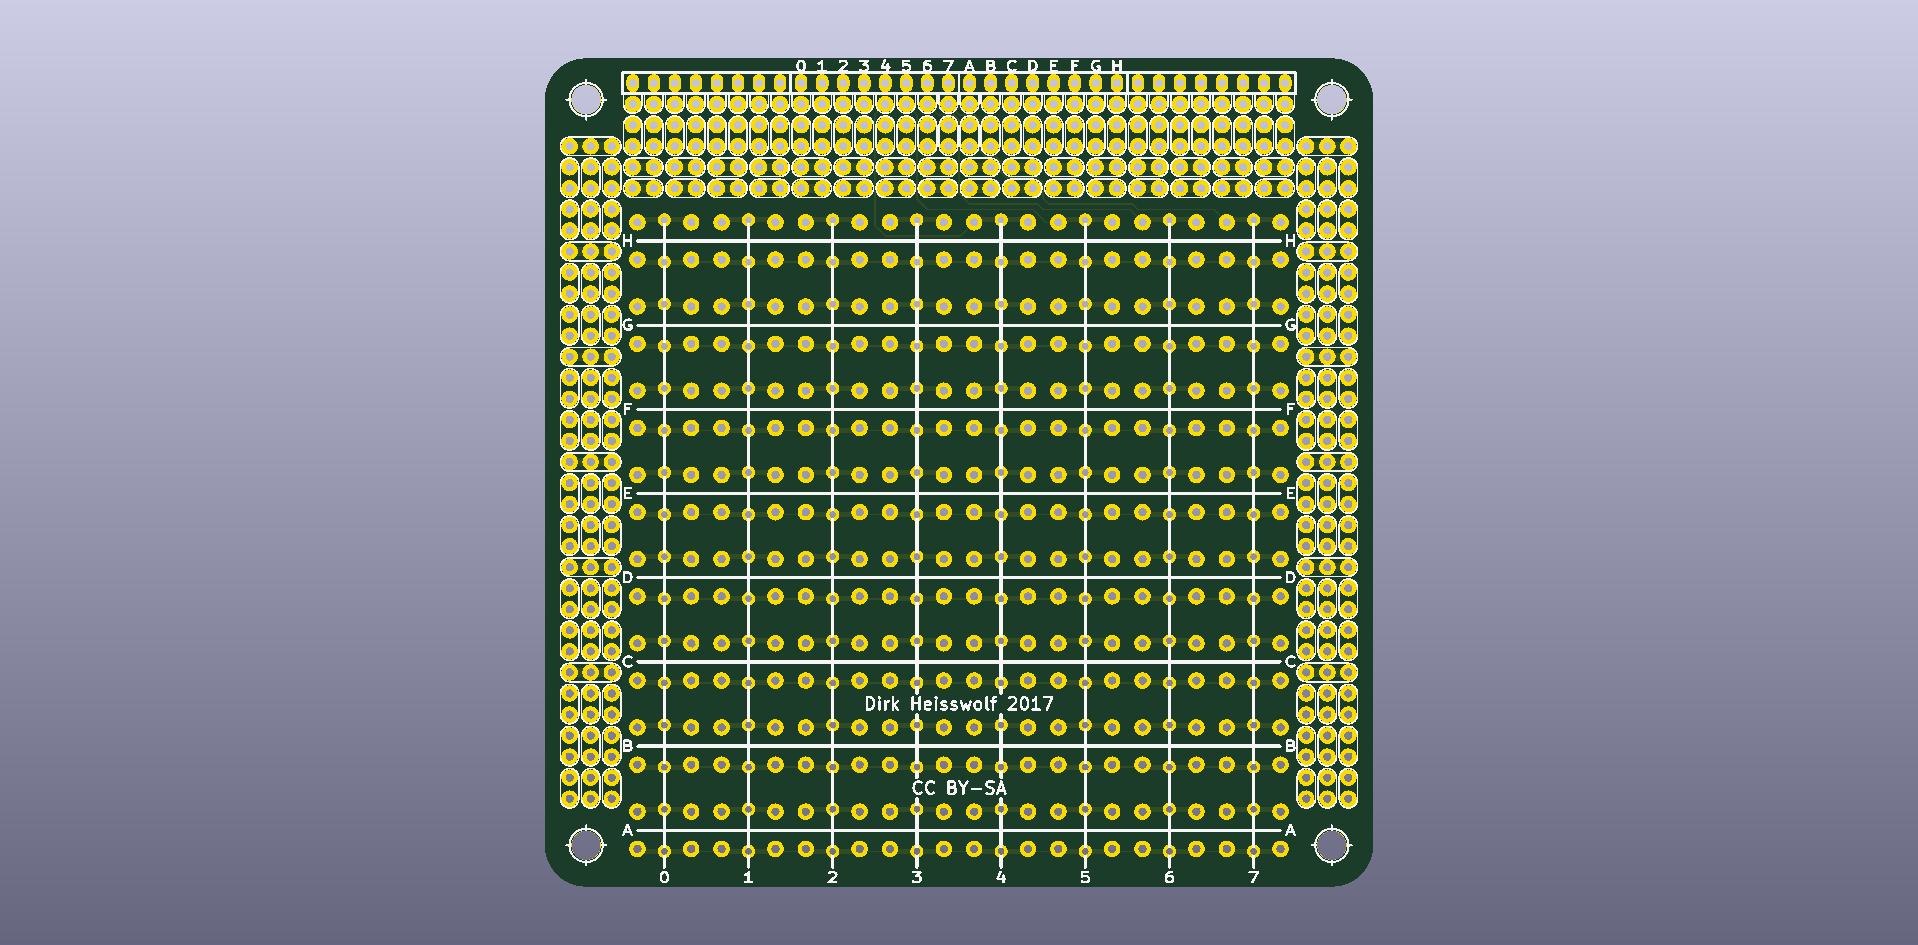 0 1 2 3 4 5 6 7 A B C D E F G H
H H
G G
F F
E E
D D
C C
Dirk Heisswolf 2017
B B
CC BY-SA
A A
0 1 2 3 4 5 6 7